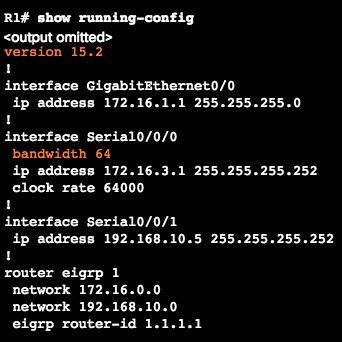 R1# show running-config
<output omitted>
version 15.2
!
interface GigabitEthernet0/0
ip address 172.16.1.1 255.255.255.0
!
interface Serial0/0/0
bandwidth 64
ip address 172.16.3.1 255.255.255.252
clock rate 64000
!
interface Serial0/0/1
ip address 192.168.10.5 255.255.255.252
!
router eigrp 1
network 172.16.0.0
network 192.168.10.0
eigrp router-id 1.1.1.1